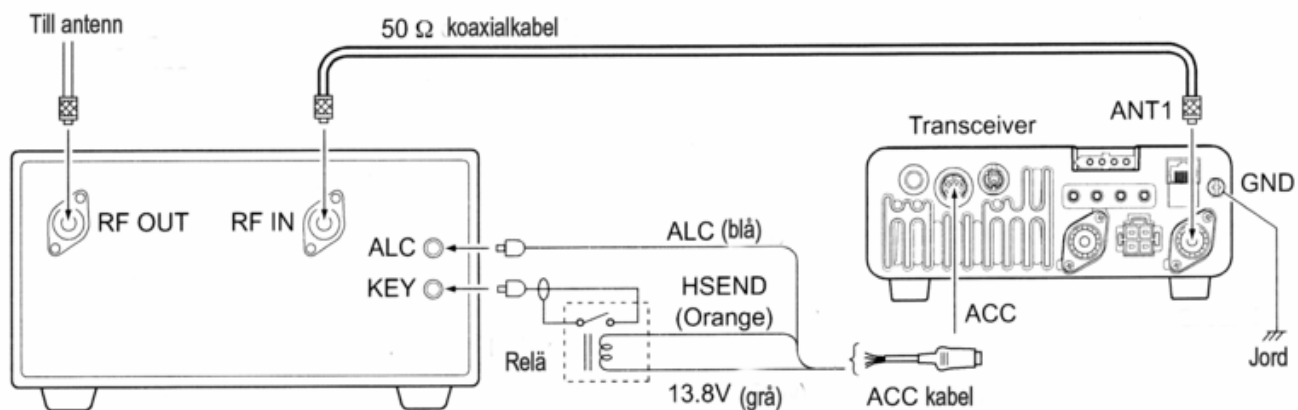 Till antenn
50 Ω koaxialkabel
ANT1
Transceiver
GND
RF OUT
RF IN
ALC
KEY
ALC (blå)
HSEND
(Orange)
Relä
13.8V (grå)
ACC
ACC kabel
Jord